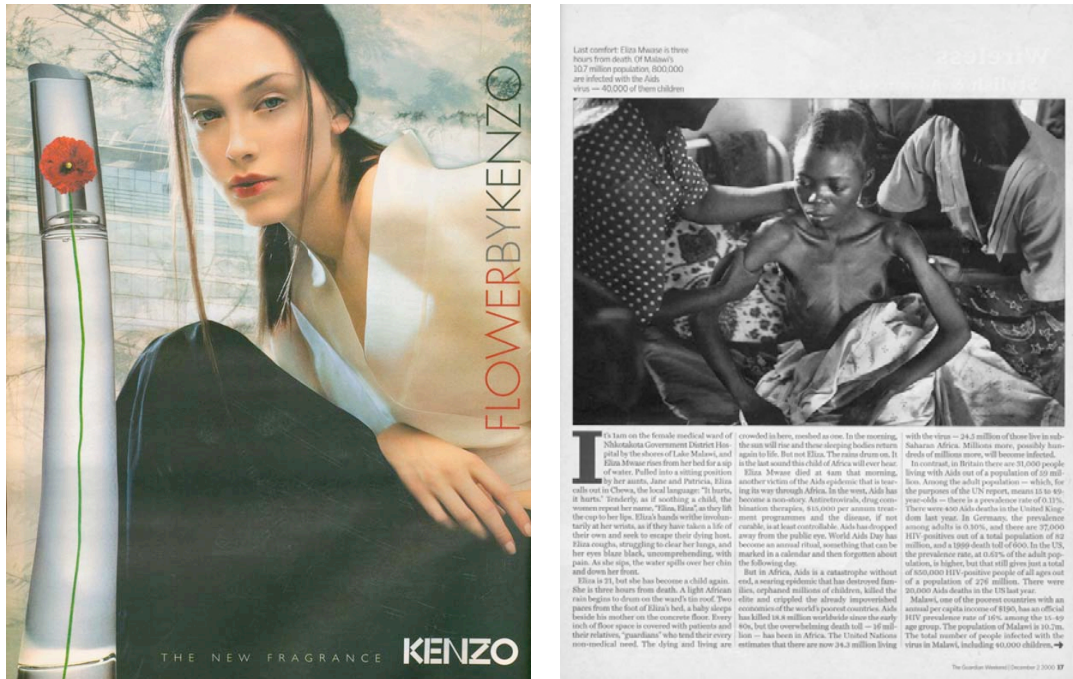 FLOWERBYKENZO
THE NEW FRAGRANCE
KENZO
Last comfort: Eliza Mwase is three
hours from death. Of Malawi's
10.7 million population, 800,000
are infected with the Aids
virus — 40,000 of them children
It's 1am on the female medical ward of
Nhkotakota Government District Hos-
pital by the shores of Lake Malawi, and
Eliza Mwase rises from her bed for a sip
of water. Pulled into a sitting position
by her aunts, Jane and Patricia, Eliza
calls out in Chewa, the local language: "It hurts,
it hurts." Tenderly, as if soothing a child, the
women repeat her name, "Eliza, Eliza", as they lift
the cup to her lips. Eliza's hands writhe involun-
tarily at her wrists, as if they have taken a life of
their own and seek to escape their dying host.
Eliza coughs, struggling to clear her lungs, and
her eyes blaze black, uncomprehending, with
pain. As she sips, the water spills over her chin
and down her front.
Eliza is 21, but she has become a child again.
She is three hours from death. A light African
rain begins to drum on the ward's tin roof. Two
paces from the foot of Eliza's bed, a baby sleeps
beside his mother on the concrete floor. Every
inch of floor space is covered with patients and
their relatives, "guardians" who tend their every
non-medical need. The dying and living are
crowded in here, meshed as one. In the morning,
the sun will rise and these sleeping bodies return
again to life. But not Eliza. The rains drum on. It
is the last sound this child of Africa will ever hear.
Eliza Mwase died at 4am that morning,
another victim of the Aids epidemic that is tear-
ing its way through Africa. In the west, Aids has
become a non-story. Antiretrovirals, drug com-
bination therapies, $15,000 per annum treat-
ment programmes and the disease, if not
curable, is at least controllable. Aids has dropped
away from the public eye. World Aids Day has
become an annual ritual, something that can be
marked in a calendar and then forgotten about
the following day.
But in Africa, Aids is a catastrophe without
end, a searing epidemic that has destroyed fam-
ilies, orphaned millions of children, killed the
elite and crippled the already impoverished
economies of the world's poorest countries. Aids
has killed 18.8 million worldwide since the early
80s, but the overwhelming death toll — 16 mil-
lion — has been in Africa. The United Nations
estimates that there are now 34.3 million living
with the virus — 24.5 million of those live in sub-
Saharan Africa. Millions more, possibly hun-
dreds of millions more, will become infected.
In contrast, in Britain there are 31,000 people
living with Aids out of a population of 59 mil-
lion. Among the adult population — which, for
the purposes of the UN report, means 15 to 49-
year-olds — there is a prevalence rate of 0.11%.
There were 450 Aids deaths in the United King-
dom last year. In Germany, the prevalence
among adults is 0.10%, and there are 37,000
HIV-positives out of a total population of 82
million, and a 1999 death toll of 600. In the US,
the prevalence rate, at 0.61% of the adult pop-
ulation, is higher, but that still gives just a total
of 850,000 HIV-positive people of all ages out
of a population of 276 million. There were
20,000 Aids deaths in the US last year.
Malawi, one of the poorest countries with an
annual per capita income of $190, has an official
HIV prevalence rate of 16% among the 15-49
age group. The population of Malawi is 10.7m.
The total number of people infected with the
virus in Malawi, including 40,000 children,
The Guardian Weekend | December 2 2000 37